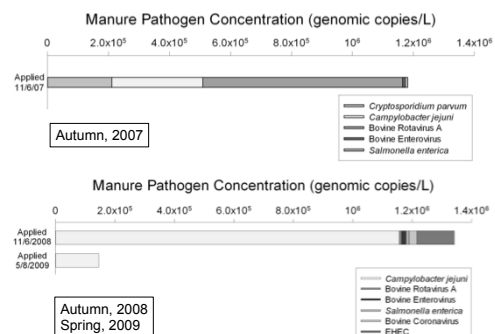 Manure Pathogen Concentration (genomic copies/L)
0 2.0x10⁵ 4.0x10⁵ 6.0x10⁵ 8.0x10⁵ 10⁶ 1.2x10⁶ 1.4x10⁶
Applied
11/6/07
Cryptosporidium parvum
Campylobacter jejuni
Bovine Rotavirus A
Bovine Enterovirus
Salmonella enterica
Autumn, 2007
Manure Pathogen Concentration (genomic copies/L)
0 2.0x10⁵ 4.0x10⁵ 6.0x10⁵ 8.0x10⁵ 10⁶ 1.2x10⁶ 1.4x10⁶
Applied
11/6/2008
Applied
5/8/2009
Campylobacter jejuni
Bovine Rotavirus A
Bovine Enterovirus
Salmonella enterica
Bovine Coronavirus
EHEC
Autumn, 2008
Spring, 2009